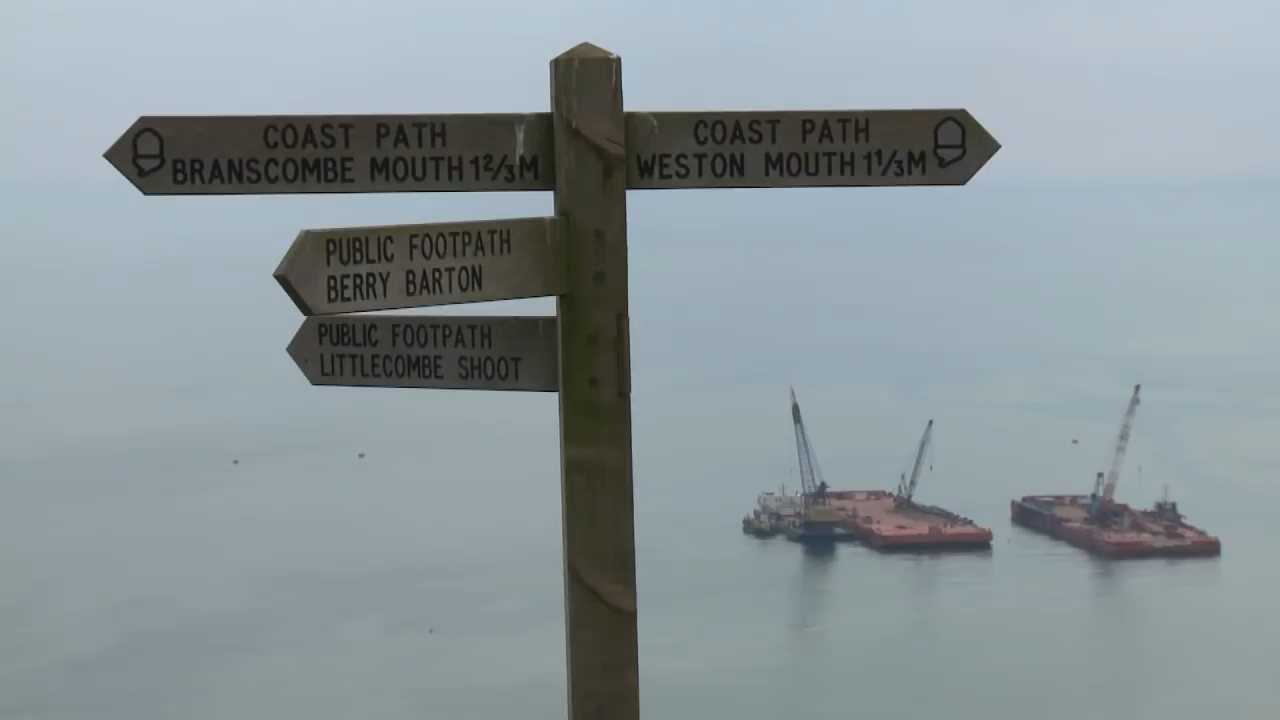 COAST PATH
BRANSCOMBE MOUTH 1⅔M
COAST PATH
WESTON MOUTH 1⅓M
PUBLIC FOOTPATH
BERRY BARTON
PUBLIC FOOTPATH
LITTLECOMBE SHOOT